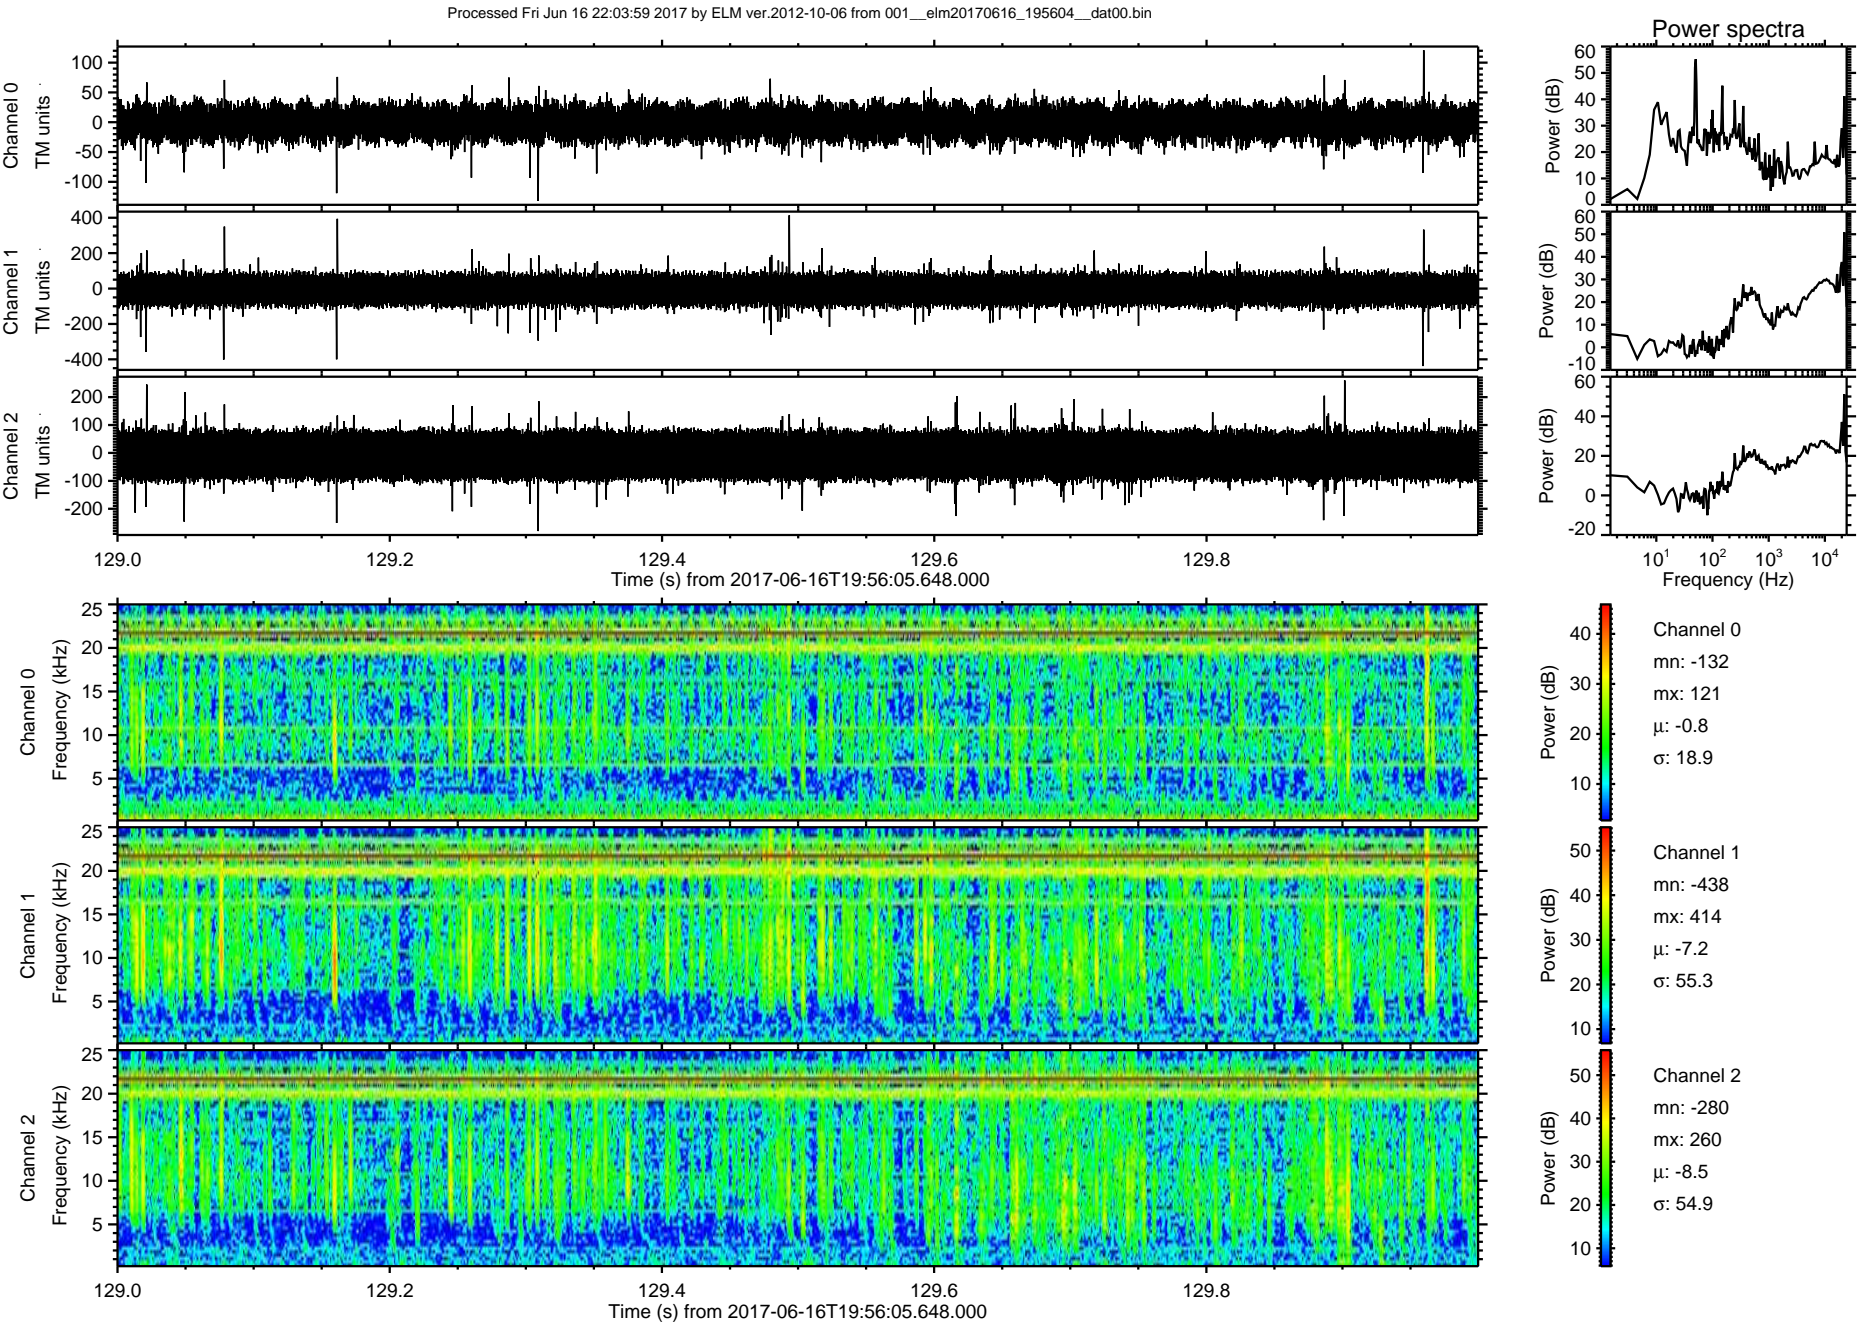 Processed Fri Jun 16 22:03:59 2017 by ELM ver.2012-10-06 from 001__elm20170616_195604__dat00.bin
Power spectra
Channel 0
TM units
100
50
0
-50
-100
Power (dB)
60
50
40
30
20
10
0
Channel 1
TM units
400
200
0
-200
-400
Power (dB)
60
50
40
30
20
10
0
-10
Channel 2
TM units
200
100
0
-100
-200
Power (dB)
60
40
20
0
-20
129.0 129.2 129.4 129.6 129.8
Time (s) from 2017-06-16T19:56:05.648.000
10^1 10^2 10^3 10^4
Frequency (Hz)
Channel 0
Frequency (kHz)
25
20
15
10
5
Power (dB)
40
30
20
10
Channel 0
mn: -132
mx: 121
μ: -0.8
σ: 18.9
Channel 1
Frequency (kHz)
25
20
15
10
5
Power (dB)
50
40
30
20
10
Channel 1
mn: -438
mx: 414
μ: -7.2
σ: 55.3
Channel 2
Frequency (kHz)
25
20
15
10
5
Power (dB)
50
40
30
20
10
Channel 2
mn: -280
mx: 260
μ: -8.5
σ: 54.9
129.0 129.2 129.4 129.6 129.8
Time (s) from 2017-06-16T19:56:05.648.000